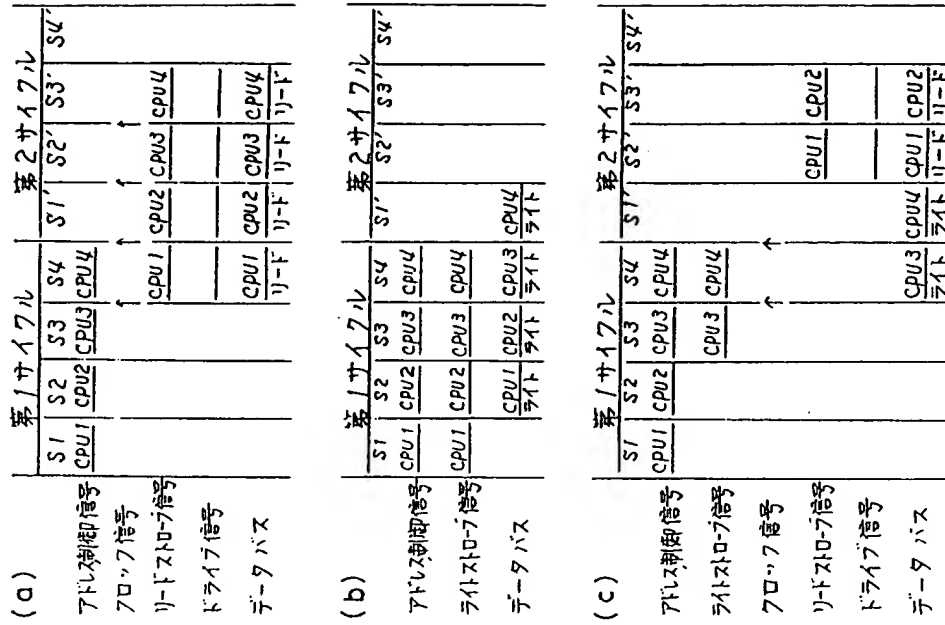 (a)
第1サイクル 第2サイクル
S1 S2 S3 S4 S1' S2' S3' S4'
アドレス制御信号 CPU1 CPU2 CPU3 CPU4
クロック信号
リードストローブ信号 CPU1 CPU2 CPU3 CPU4
ドライブ信号
データバス CPU1 CPU2 CPU3 CPU4
リード リード リード リード
(b)
第1サイクル 第2サイクル
S1 S2 S3 S4 S1' S2' S3' S4'
アドレス制御信号 CPU1 CPU2 CPU3 CPU4
ライトストローブ信号 CPU1 CPU2 CPU3 CPU4
データバス CPU1 CPU2 CPU3 CPU4
ライト ライト ライト ライト
(c)
第1サイクル 第2サイクル
S1 S2 S3 S4 S1' S2' S3' S4'
アドレス制御信号 CPU1 CPU2 CPU3 CPU4
ライトストローブ信号 CPU3 CPU4
クロック信号
リードストローブ信号 CPU1 CPU2
ドライブ信号
データバス CPU3 CPU4 CPU1 CPU2
ライト ライト リード リード